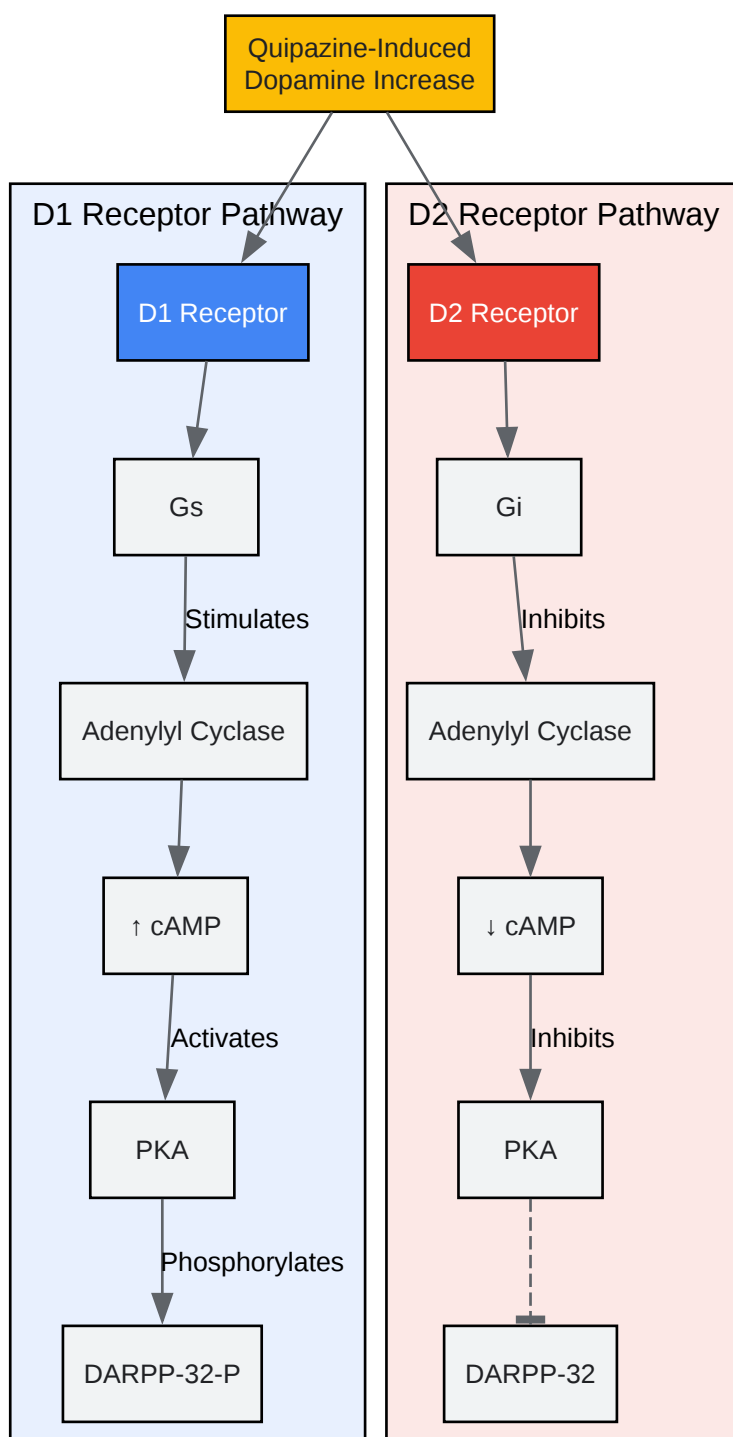 Quipazine-Induced
Dopamine Increase
D1 Receptor Pathway
D1 Receptor
Gs
Stimulates
Adenylyl Cyclase
↑ cAMP
Activates
PKA
Phosphorylates
DARPP-32-P
D2 Receptor Pathway
D2 Receptor
Gi
Inhibits
Adenylyl Cyclase
↓ cAMP
Inhibits
PKA
DARPP-32